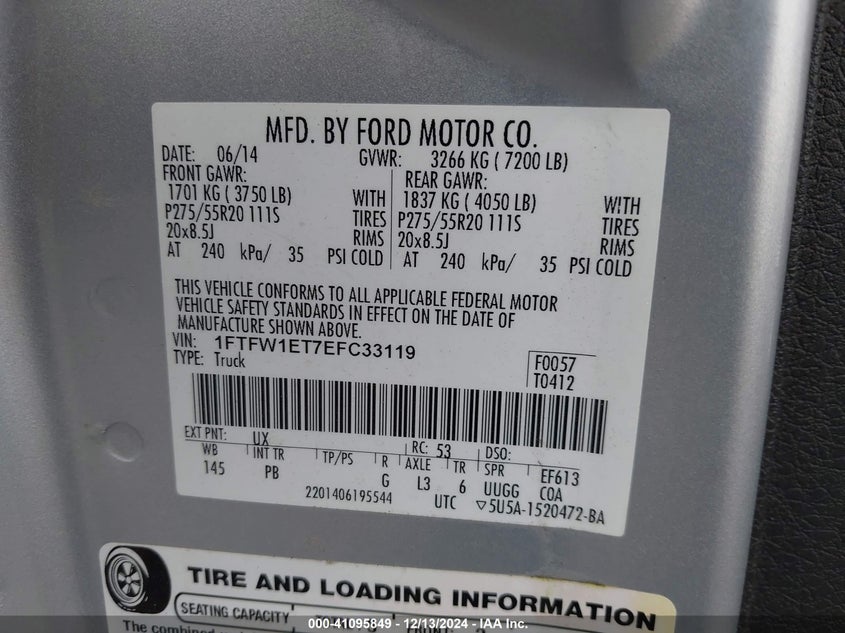 MFD. BY FORD MOTOR CO.
DATE: 06/14 GVWR: 3266 KG ( 7200 LB)
FRONT GAWR: REAR GAWR:
1701 KG ( 3750 LB) WITH 1837 KG ( 4050 LB) WITH
P275/55R20 111S TIRES P275/55R20 111S TIRES
20x8.5J RIMS 20x8.5J RIMS
AT 240 kPa/ 35 PSI COLD AT 240 kPa/ 35 PSI COLD
THIS VEHICLE CONFORMS TO ALL APPLICABLE FEDERAL MOTOR
VEHICLE SAFETY STANDARDS IN EFFECT ON THE DATE OF
MANUFACTURE SHOWN ABOVE.
VIN: 1FTFW1ET7EFC33119
TYPE: Truck F0057
T0412
EXT PNT: UX RC: 53 DSO:
WB INT TR TP/PS R AXLE TR SPR EF613
145 PB G L3 6 UUGG COA
2201406195544 UTC ▽5U5A-1520472-BA
TIRE AND LOADING INFORMATION
SEATING CAPACITY
The combined
000-41095849 - 12/13/2024 - IAA Inc.